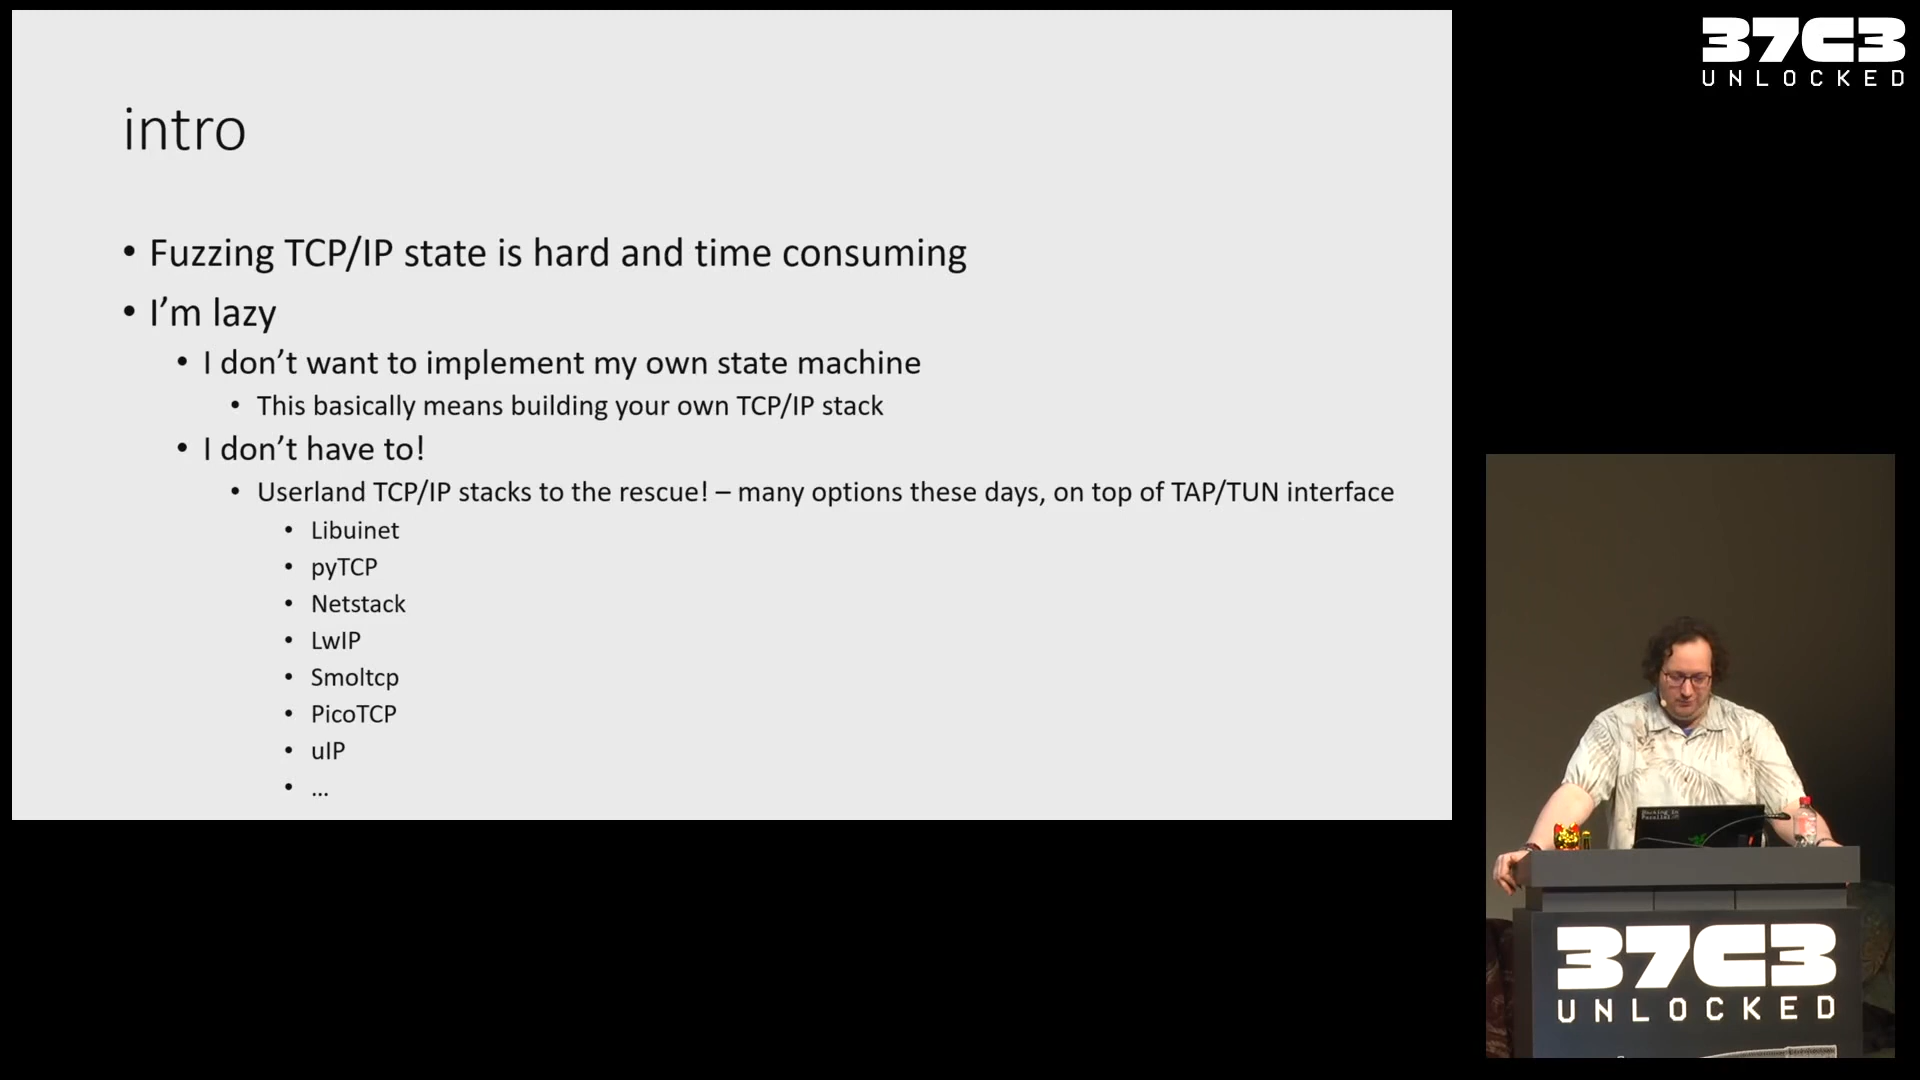 37C3
UNLOCKED
intro
• Fuzzing TCP/IP state is hard and time consuming
• I’m lazy
• I don’t want to implement my own state machine
• This basically means building your own TCP/IP stack
• I don’t have to!
• Userland TCP/IP stacks to the rescue! – many options these days, on top of TAP/TUN interface
• Libuinet
• pyTCP
• Netstack
• LwIP
• Smoltcp
• PicoTCP
• uIP
• ...
37C3
UNLOCKED